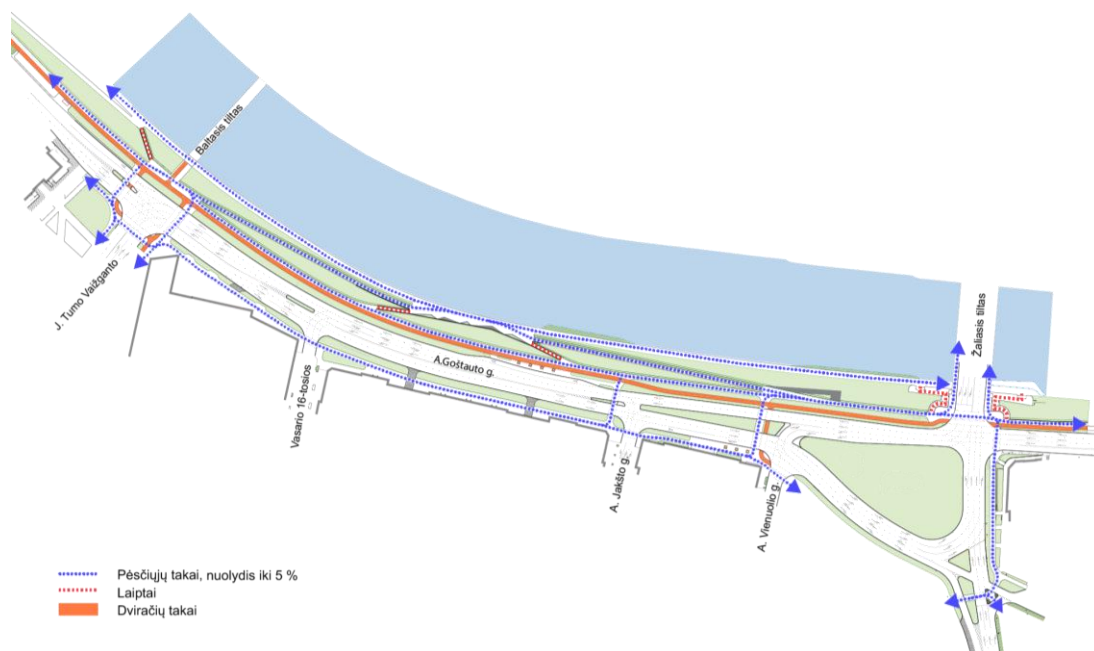 Baltasis tiltas
Žaliasis tiltas
J. Tumo Vaižganto
A.Goštauto g.
Vasario 16-tosios
A. Jakšto g.
A. Vienuolio g.
Pėsčiųjų takai, nuolydis iki 5 %
Laiptai
Dviračių takai